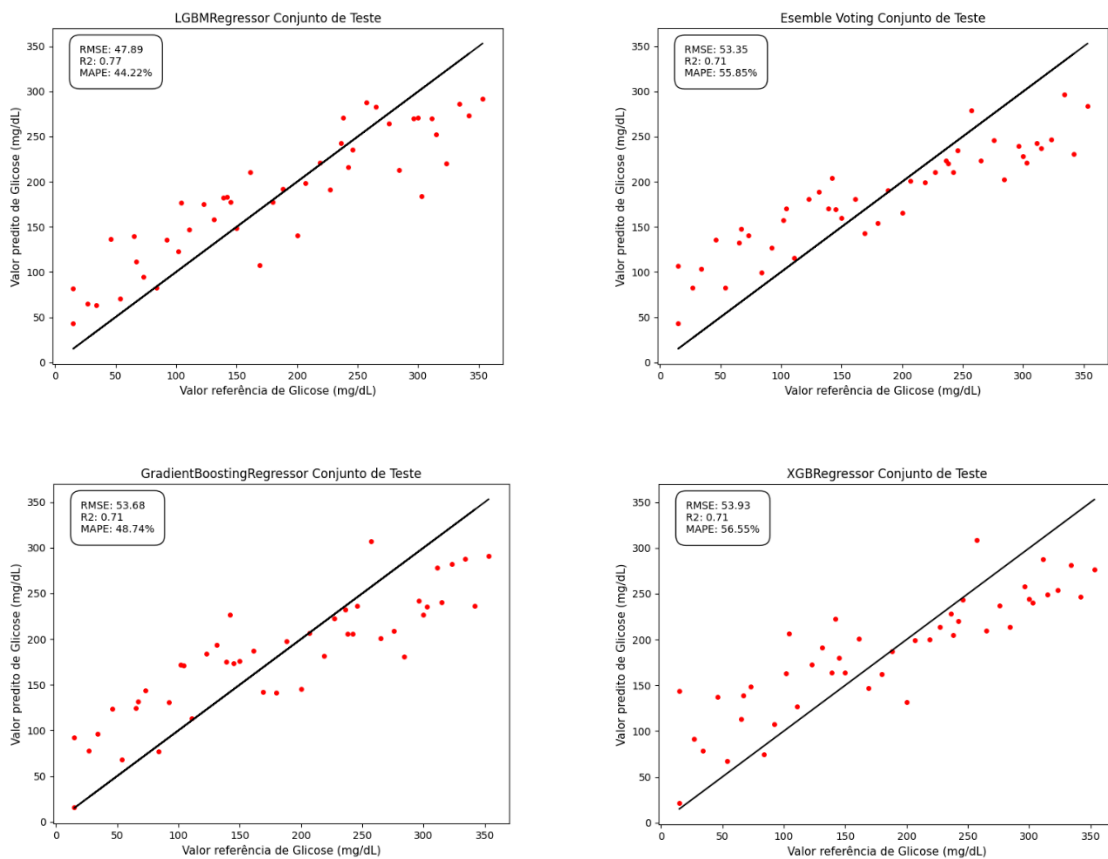 LGBMRegressor Conjunto de Teste
RMSE: 47.89
R2: 0.77
MAPE: 44.22%
Valor predito de Glicose (mg/dL)
350
300
250
200
150
100
50
0
0 50 100 150 200 250 300 350
Valor referência de Glicose (mg/dL)
Esemble Voting Conjunto de Teste
RMSE: 53.35
R2: 0.71
MAPE: 55.85%
Valor predito de Glicose (mg/dL)
350
300
250
200
150
100
50
0
0 50 100 150 200 250 300 350
Valor referência de Glicose (mg/dL)
GradientBoostingRegressor Conjunto de Teste
RMSE: 53.68
R2: 0.71
MAPE: 48.74%
Valor predito de Glicose (mg/dL)
350
300
250
200
150
100
50
0
0 50 100 150 200 250 300 350
Valor referência de Glicose (mg/dL)
XGBRegressor Conjunto de Teste
RMSE: 53.93
R2: 0.71
MAPE: 56.55%
Valor predito de Glicose (mg/dL)
350
300
250
200
150
100
50
0
0 50 100 150 200 250 300 350
Valor referência de Glicose (mg/dL)